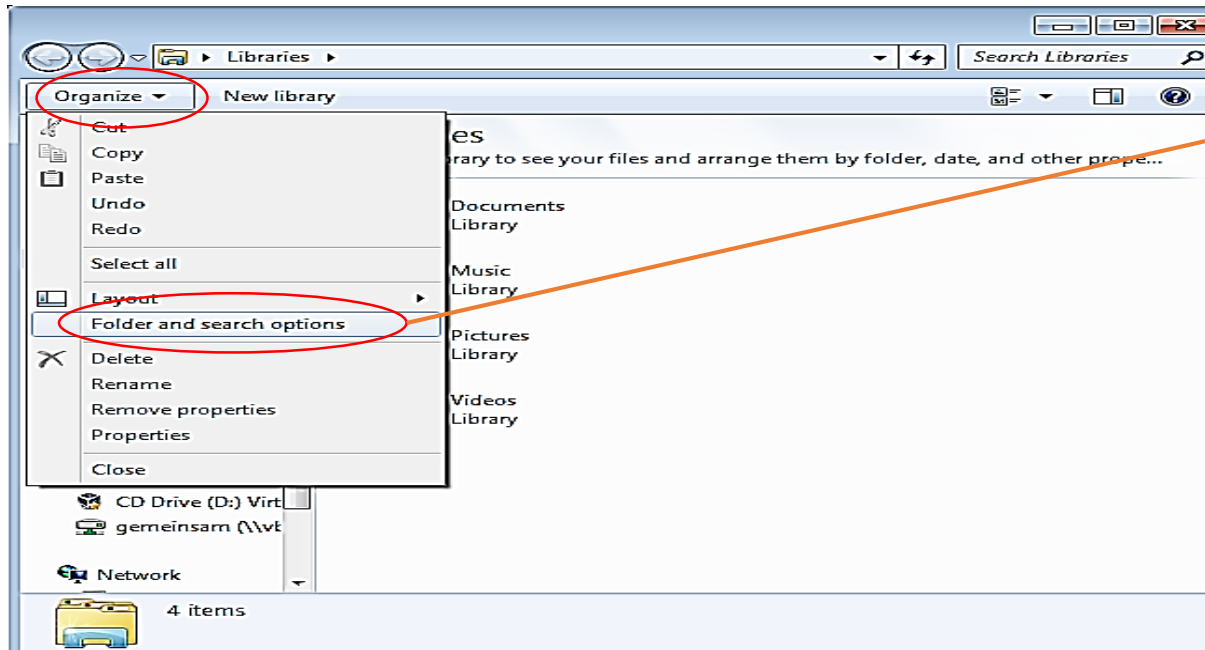 Libraries
Search Libraries
Organize
New library
Cut
Copy
Paste
Undo
Redo
Select all
Layout
Folder and search options
Delete
Rename
Remove properties
Properties
Close
es
rary to see your files and arrange them by folder, date, and other prope...
Documents
Library
Music
Library
Pictures
Library
Videos
Library
CD Drive (D:) Virt
gemeinsam (\\vb
Network
4 items